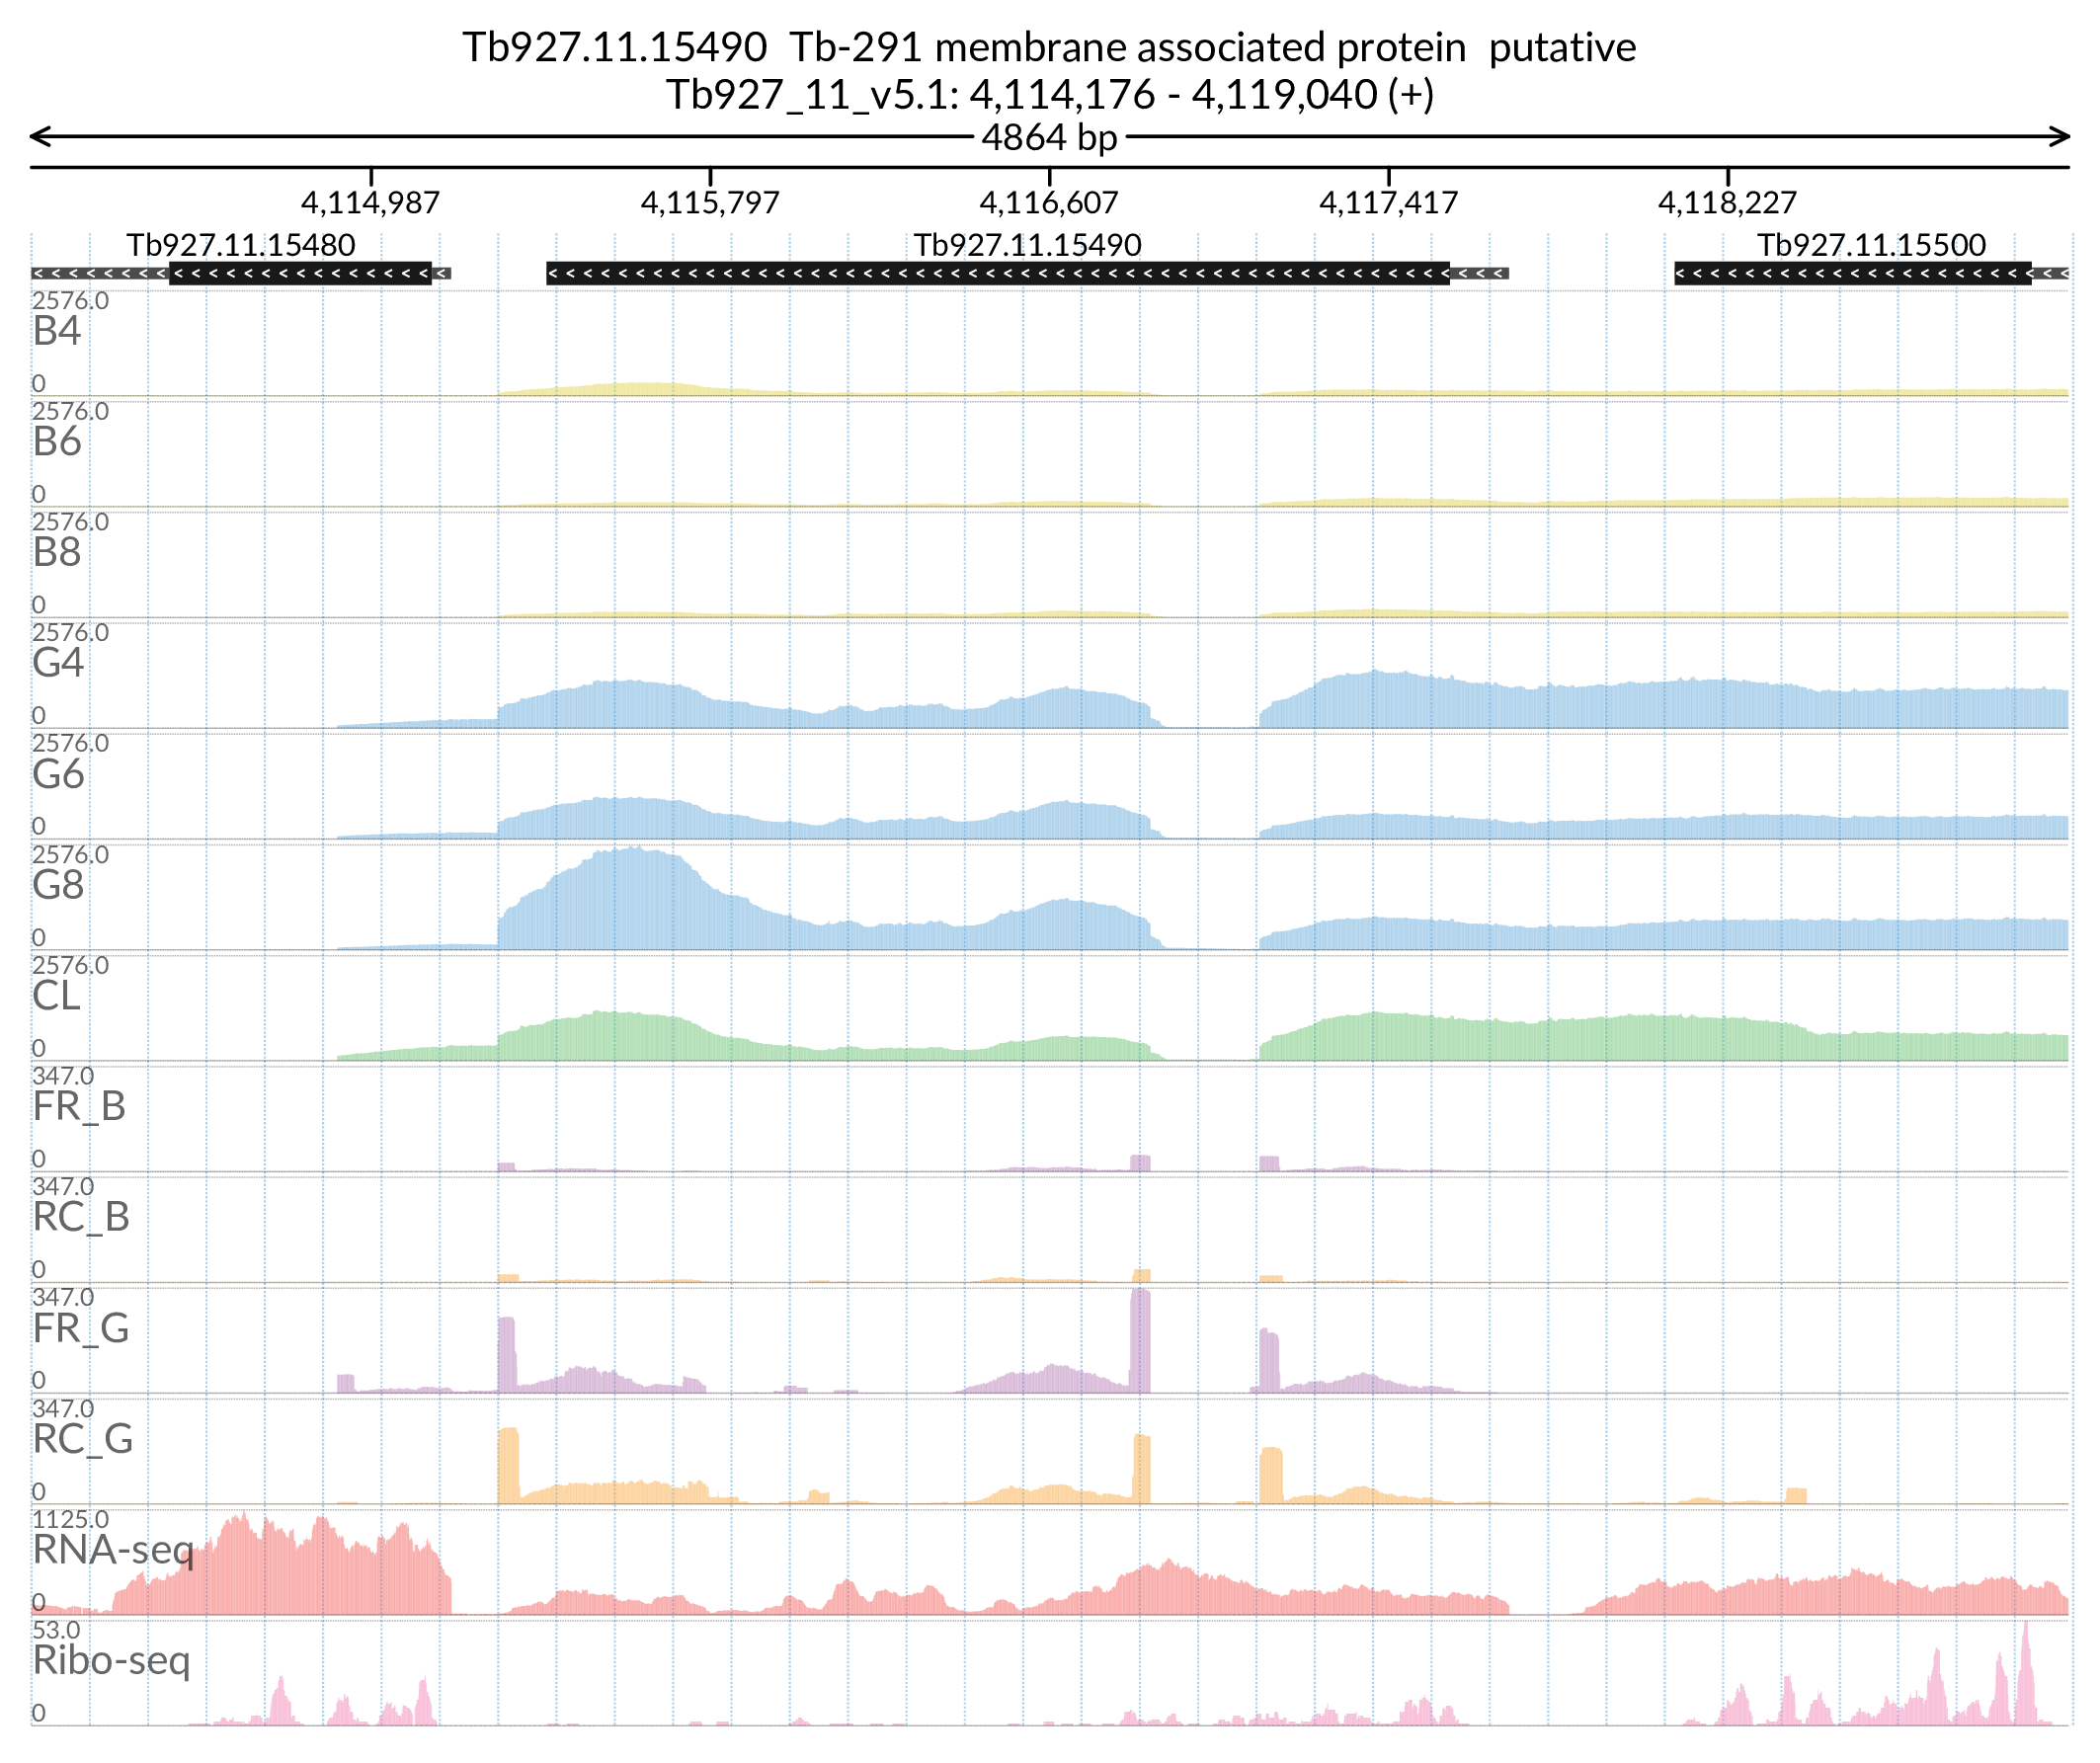 Tb927.11.15490  Tb-291 membrane associated protein  putative
Tb927_11_v5.1: 4,114,176 - 4,119,040 (+)
4864 bp
4,114,987 4,115,797 4,116,607 4,117,417 4,118,227
Tb927.11.15480 Tb927.11.15490 Tb927.11.15500
2576.0
B4
0
2576.0
B6
0
2576.0
B8
0
2576.0
G4
0
2576.0
G6
0
2576.0
G8
0
2576.0
CL
0
347.0
FR_B
0
347.0
RC_B
0
347.0
FR_G
0
347.0
RC_G
0
1125.0
RNA-seq
0
53.0
Ribo-seq
0